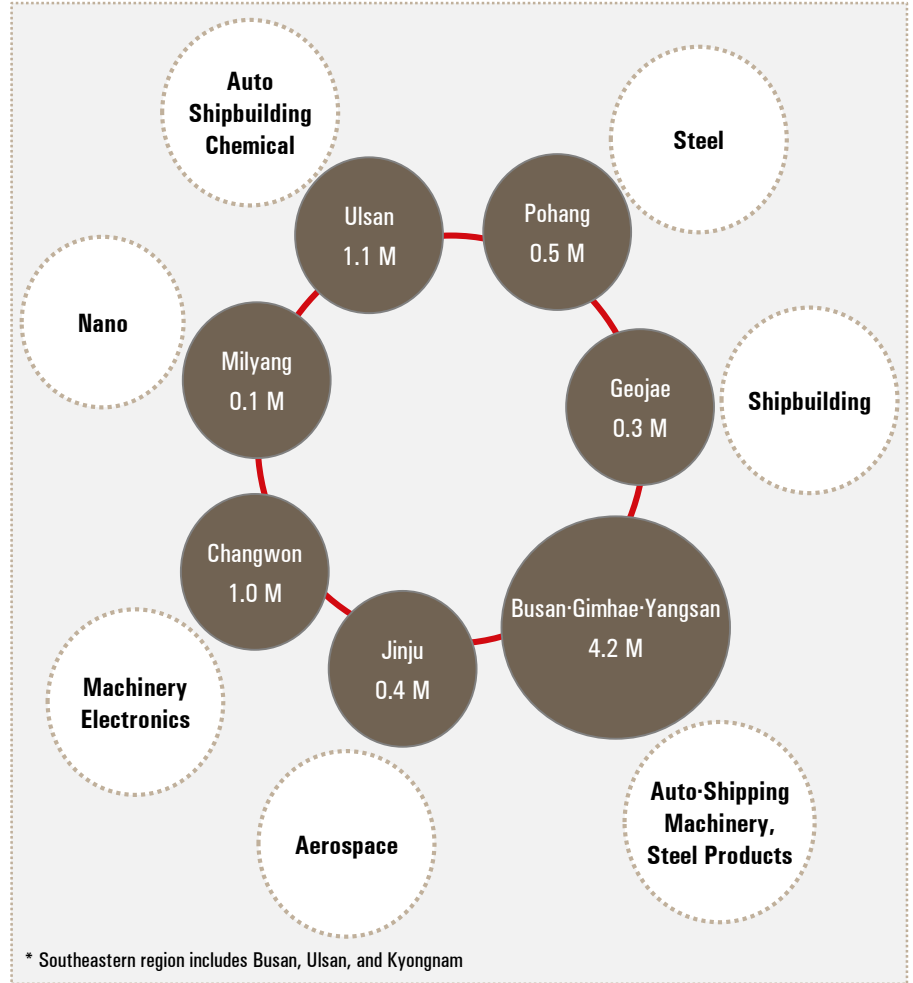 Auto
Shipbuilding
Chemical
Steel
Ulsan
1.1 M
Pohang
0.5 M
Nano
Milyang
0.1 M
Geojae
0.3 M
Shipbuilding
Changwon
1.0 M
Busan·Gimhae·Yangsan
4.2 M
Jinju
0.4 M
Machinery
Electronics
Aerospace
Auto·Shipping
Machinery,
Steel Products
* Southeastern region includes Busan, Ulsan, and Kyongnam